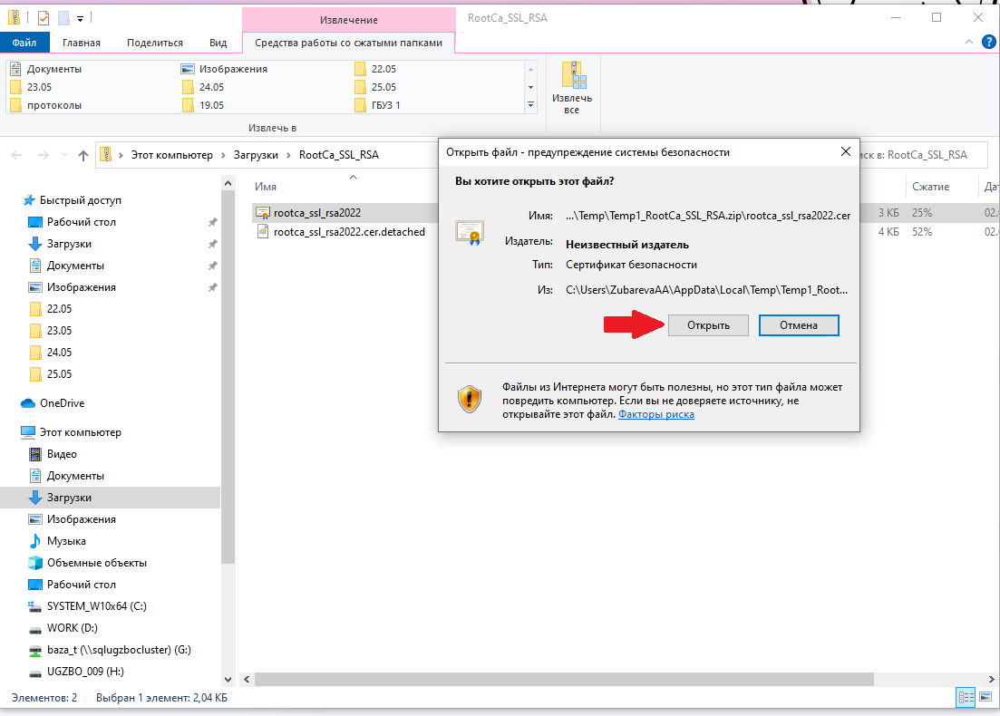 Извлечение
RootCa_SSL_RSA
Файл
Главная
Поделиться
Вид
Средства работы со сжатыми папками
?
Документы
Изображения
22.05
23.05
24.05
25.05
протоколы
19.05
ГБУЗ 1
Извлечь все
Извлечь в
Этот компьютер
Загрузки
RootCa_SSL_RSA
ск в: RootCa_SSL_RSA
Имя
Сжатие
Да
rootca_ssl_rsa2022
3 КБ
25%
02.
rootca_ssl_rsa2022.cer.detached
4 КБ
52%
02.
Быстрый доступ
Рабочий стол
Загрузки
Документы
Изображения
22.05
23.05
24.05
25.05
OneDrive
Этот компьютер
Видео
Документы
Загрузки
Изображения
Музыка
Объемные объекты
Рабочий стол
SYSTEM_W10x64 (C:)
WORK (D:)
baza_t (\\sqlugzbocluster) (G:)
UGZBO_009 (H:)
Открыть файл - предупреждение системы безопасности
Вы хотите открыть этот файл?
Имя: ...\Temp\Temp1_RootCa_SSL_RSA.zip\rootca_ssl_rsa2022.cer
Издатель: Неизвестный издатель
Тип: Сертификат безопасности
Из: C:\Users\ZubarevaAA\AppData\Local\Temp\Temp1_Root...
Открыть
Отмена
Файлы из Интернета могут быть полезны, но этот тип файла может
повредить компьютер. Если вы не доверяете источнику, не
открывайте этот файл. Факторы риска
Элементов: 2
Выбран 1 элемент: 2,04 КБ